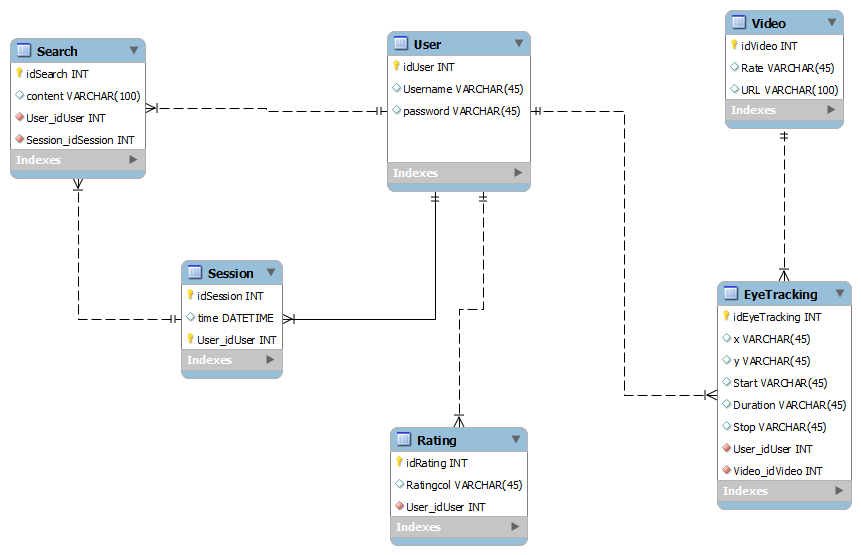 Search
idSearch INT
content VARCHAR(100)
User_idUser INT
Session_idSession INT
Indexes
User
idUser INT
Username VARCHAR(45)
password VARCHAR(45)
Indexes
Video
idVideo INT
Rate VARCHAR(45)
URL VARCHAR(100)
Indexes
Session
idSession INT
time DATETIME
User_idUser INT
Indexes
EyeTracking
idEyeTracking INT
x VARCHAR(45)
y VARCHAR(45)
Start VARCHAR(45)
Duration VARCHAR(45)
Stop VARCHAR(45)
User_idUser INT
Video_idVideo INT
Indexes
Rating
idRating INT
Ratingcol VARCHAR(45)
User_idUser INT
Indexes